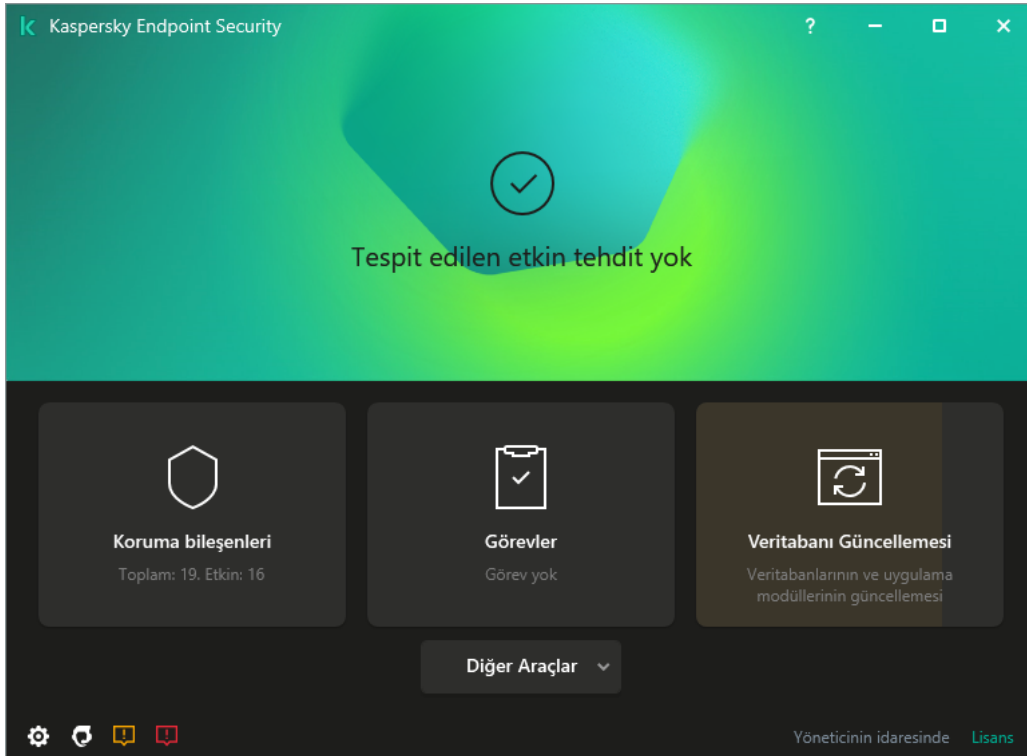 Kaspersky Endpoint Security
Tespit edilen etkin tehdit yok
Koruma bileşenleri
Toplam: 19. Etkin: 16
Görevler
Görev yok
Veritabanı Güncellemesi
Veritabanlarının ve uygulama
modüllerinin güncellemesi
Diğer Araçlar
Yöneticinin idaresinde
Lisans